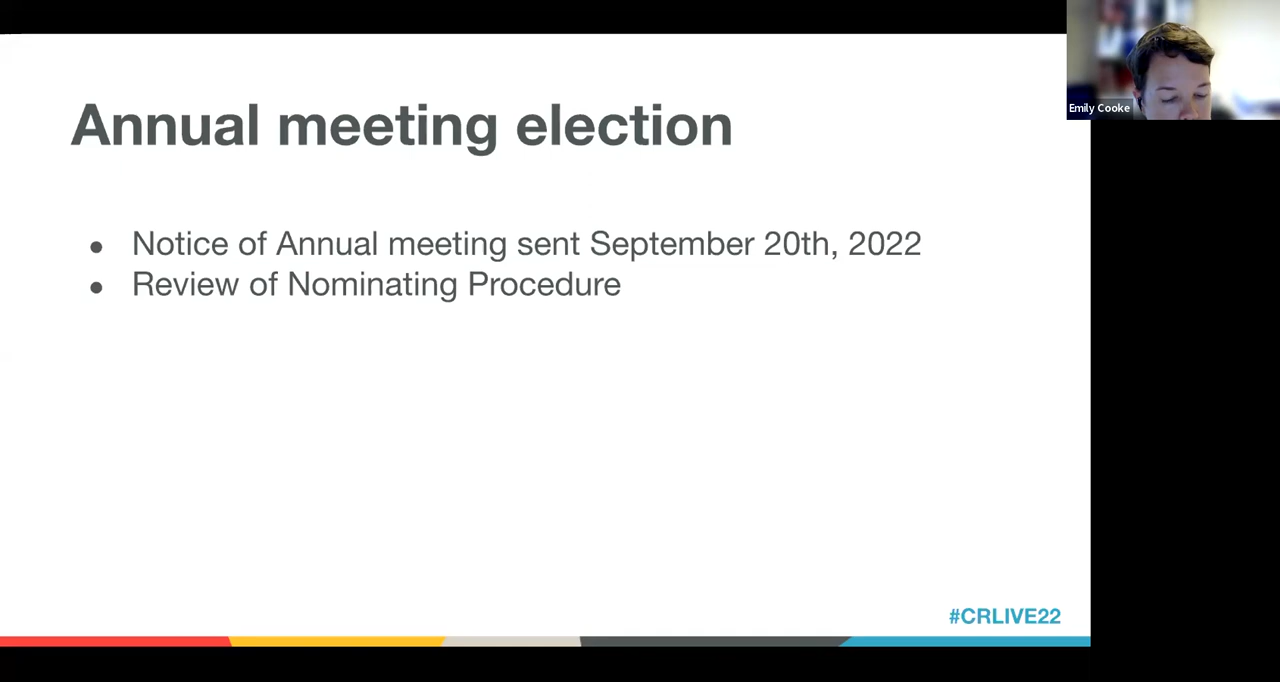 Annual meeting election
Emily Cooke
● Notice of Annual meeting sent September 20th, 2022
● Review of Nominating Procedure
#CRLIVE22